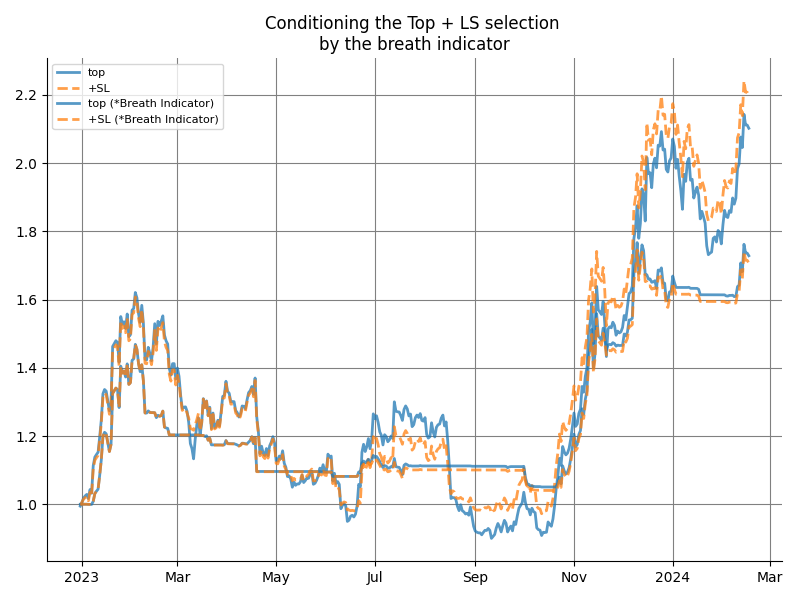 Conditioning the Top + LS selection
by the breath indicator
top
+SL
top (*Breath Indicator)
+SL (*Breath Indicator)
2.2
2.0
1.8
1.6
1.4
1.2
1.0
2023
Mar
May
Jul
Sep
Nov
2024
Mar